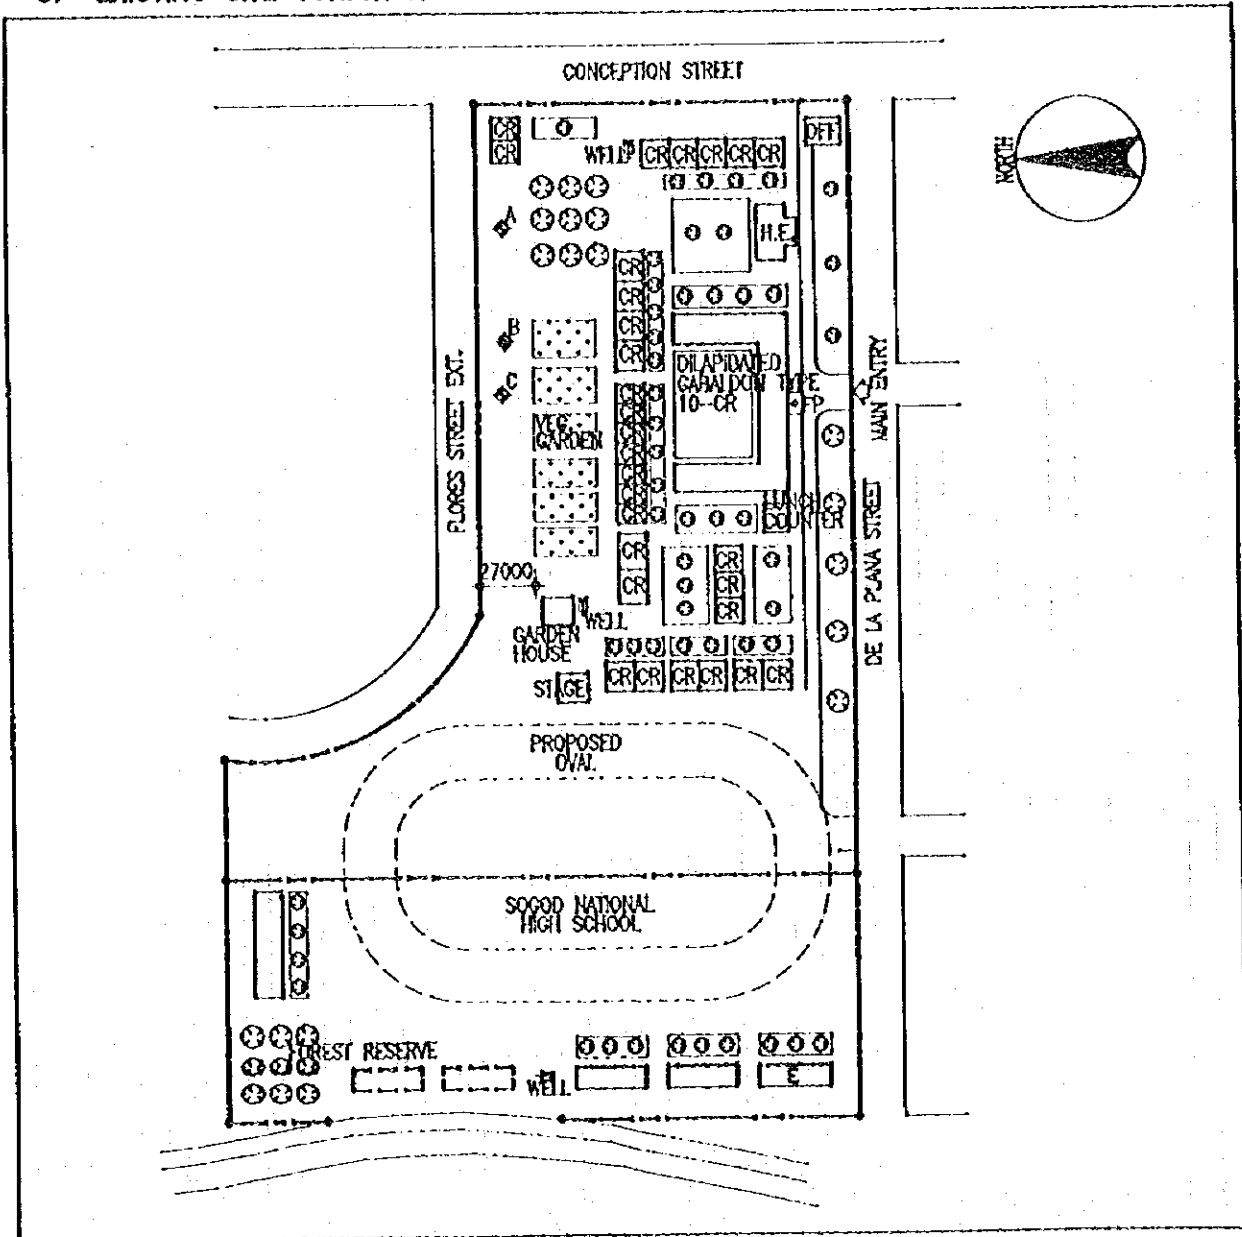 CONCEPTION STREET
NORTH
CR
CR
WELL
CR CR CR CR CR
OFF
A
H.E.
CR
CR
CR
CR
B
C
FLORES STREET EXT.
DILAPIDATED
GABALDON TYPE
10--CR
FP
MAIN ENTRY
VEG.
GARDEN
CR
CR
CR
CR
CR
CR
CR
LUNCH
COUNTER
DE LA PLANA STREET
CR
CR
CR
CR
CR
27000
WELL
GARDEN
HOUSE
STAGE
CR CR CR CR CR CR
PROPOSED
OVAL
SOGOD NATIONAL
HIGH SCHOOL
FOREST RESERVE
WELL
E